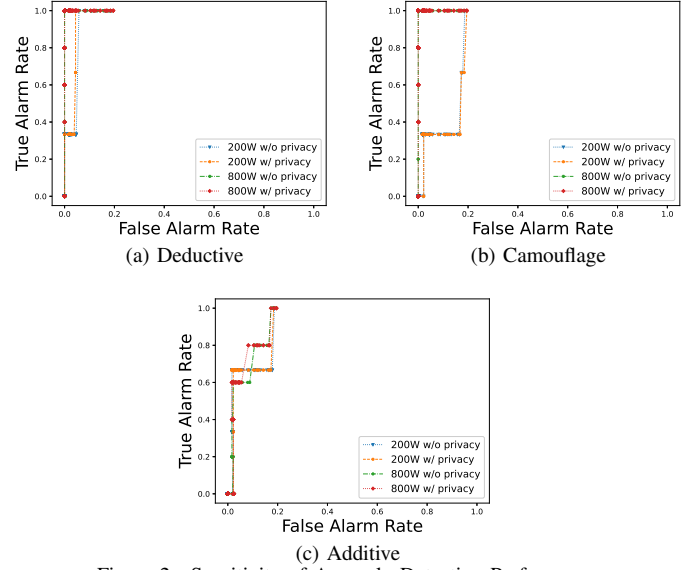 1.0
0.8
0.6
0.4
0.2
0.0
True Alarm Rate
200W w/o privacy
200W w/ privacy
800W w/o privacy
800W w/ privacy
0.0 0.2 0.4 0.6 0.8 1.0
False Alarm Rate
(a) Deductive
1.0
0.8
0.6
0.4
0.2
0.0
True Alarm Rate
200W w/o privacy
200W w/ privacy
800W w/o privacy
800W w/ privacy
0.0 0.2 0.4 0.6 0.8 1.0
False Alarm Rate
(b) Camouflage
1.0
0.8
0.6
0.4
0.2
0.0
True Alarm Rate
200W w/o privacy
200W w/ privacy
800W w/o privacy
800W w/ privacy
0.0 0.2 0.4 0.6 0.8 1.0
False Alarm Rate
(c) Additive